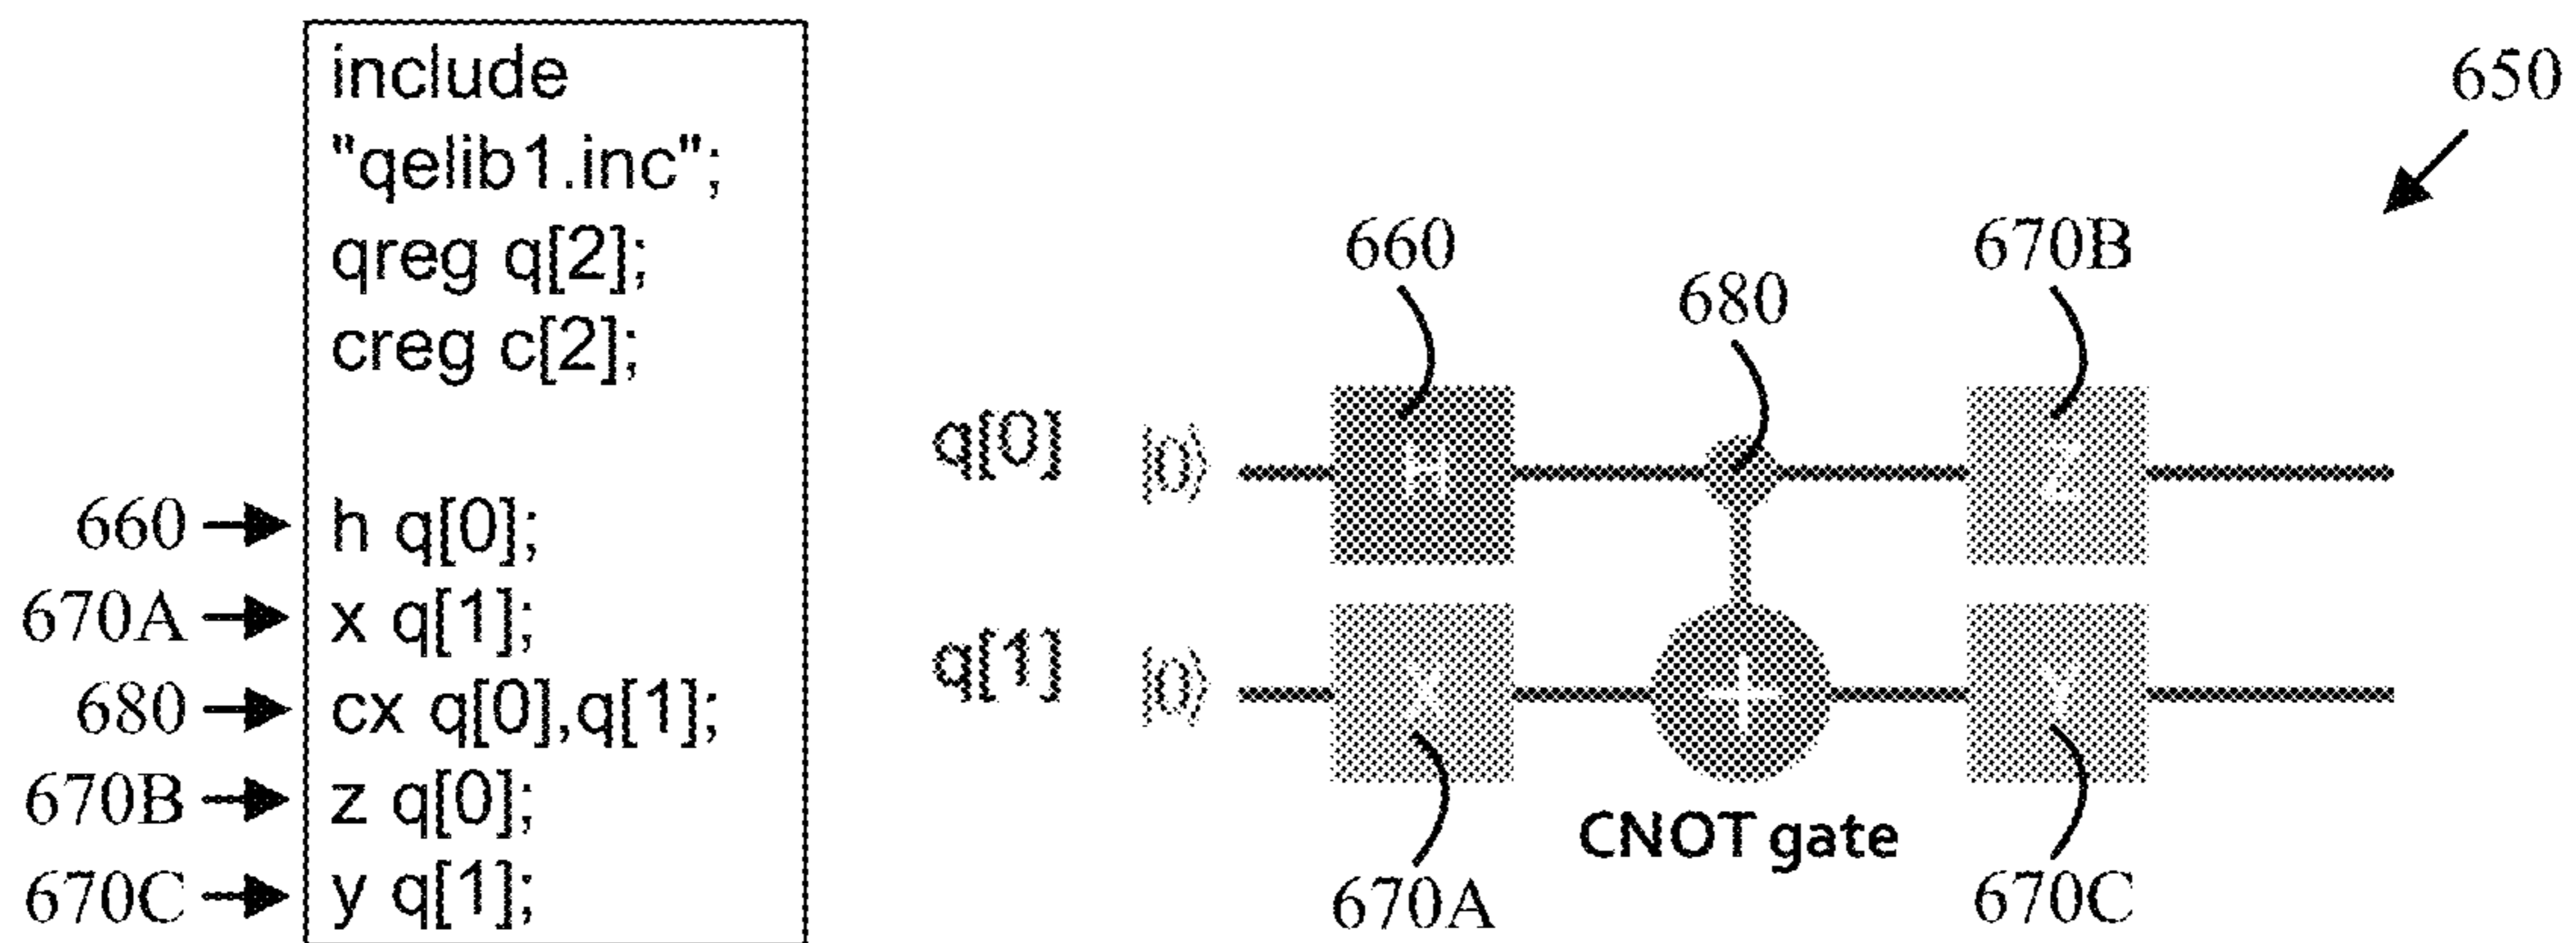 include
"qelib1.inc";
qreg q[2];
creg c[2];
660 h q[0];
670A x q[1];
680 cx q[0],q[1];
670B z q[0];
670C y q[1];
650
660
680
670B
q[0] |0⟩ H Z
q[1] |0⟩ X + Y
CNOT gate
670A
670C